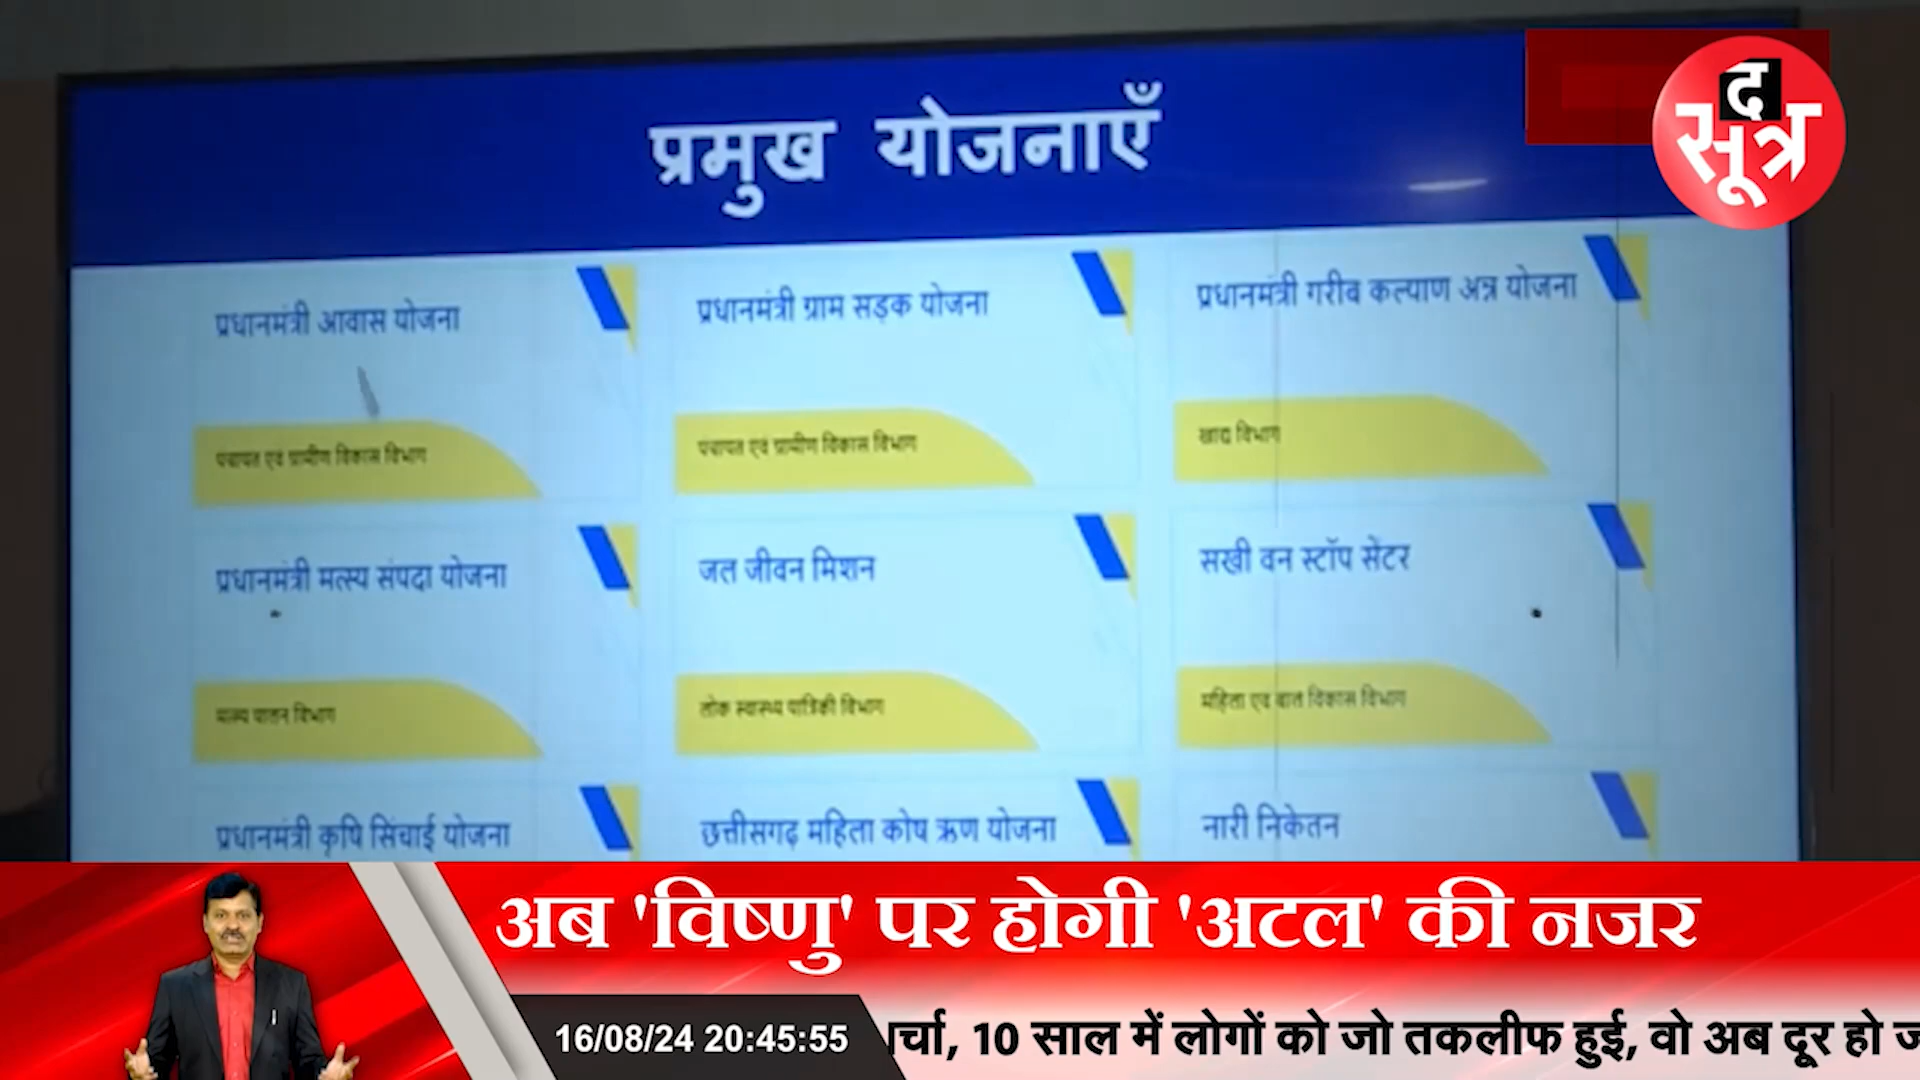 द
सूत्र
प्रमुख योजनाएँ
प्रधानमंत्री आवास योजना
प्रधानमंत्री ग्राम सड़क योजना
प्रधानमंत्री गरीब कल्याण अन्न योजना
पंचायत एवं ग्रामीण विकास विभाग
पंचायत एवं ग्रामीण विकास विभाग
खाद्य विभाग
प्रधानमंत्री मत्स्य संपदा योजना
जल जीवन मिशन
सखी वन स्टॉप सेंटर
मत्स्य पालन विभाग
लोक स्वास्थ्य यांत्रिकी विभाग
महिला एवं बाल विकास विभाग
प्रधानमंत्री कृषि सिंचाई योजना
छत्तीसगढ़ महिला कोष ऋण योजना
नारी निकेतन
अब 'विष्णु' पर होगी 'अटल' की नजर
16/08/24 20:45:55
र्चा, 10 साल में लोगों को जो तकलीफ हुई, वो अब दूर हो ज